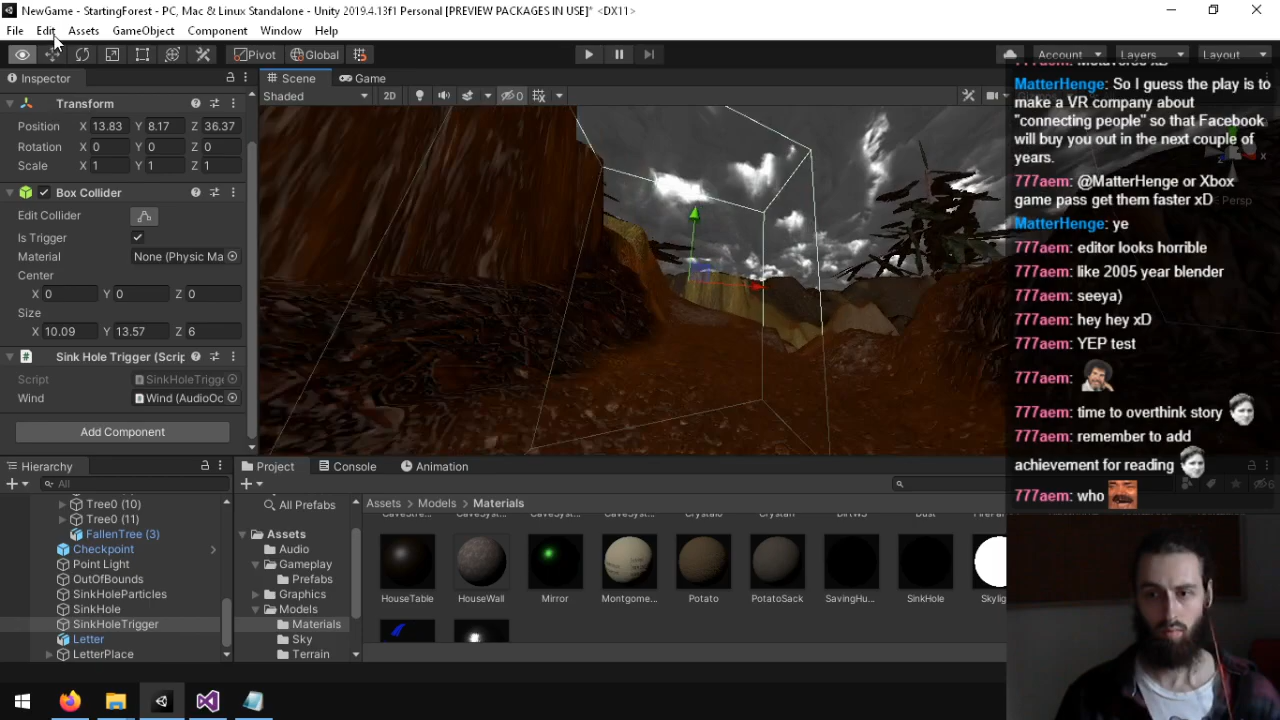 NewGame - StartingForest - PC, Mac & Linux Standalone - Unity 2019.4.13f1 Personal [PREVIEW PACKAGES IN USE]* <DX11>
File Edit Assets GameObject Component Window Help
Pivot Global Account Layers Layout
Inspector
Scene Game
Transform
Shaded 2D 0
Position X 13.83 Y 8.17 Z 36.37
Rotation X 0 Y 0 Z 0
Scale X 1 Y 1 Z 1
Box Collider
Edit Collider
Is Trigger
Material None (Physic Ma
Center
X 0 Y 0 Z 0
Size
X 10.09 Y 13.57 Z 6
Sink Hole Trigger (Scrip
Script SinkHoleTrigge
Wind Wind (AudioOc
Add Component
Hierarchy
All
Tree0 (10)
Tree0 (11)
FallenTree (3)
Checkpoint
Point Light
OutOfBounds
SinkHoleParticles
SinkHole
SinkHoleTrigger
Letter
LetterPlace
Project Console Animation
All Prefabs
Assets
Audio
Gameplay
Prefabs
Graphics
Models
Materials
Sky
Terrain
Assets > Models > Materials
HouseTable HouseWall Mirror Montgome... Potato PotatoSack SavingHu... SinkHole Skylig
MatterHenge: So I guess the play is to
make a VR company about
"connecting people" so that Facebook
will buy you out in the next couple of
years.
777aem: @MatterHenge or Xbox
game pass get them faster xD
MatterHenge: ye
777aem: editor looks horrible
777aem: like 2005 year blender
777aem: seeya)
777aem: hey hey xD
777aem: YEP test
777aem:
777aem: time to overthink story
777aem: remember to add
achievement for reading
777aem: who